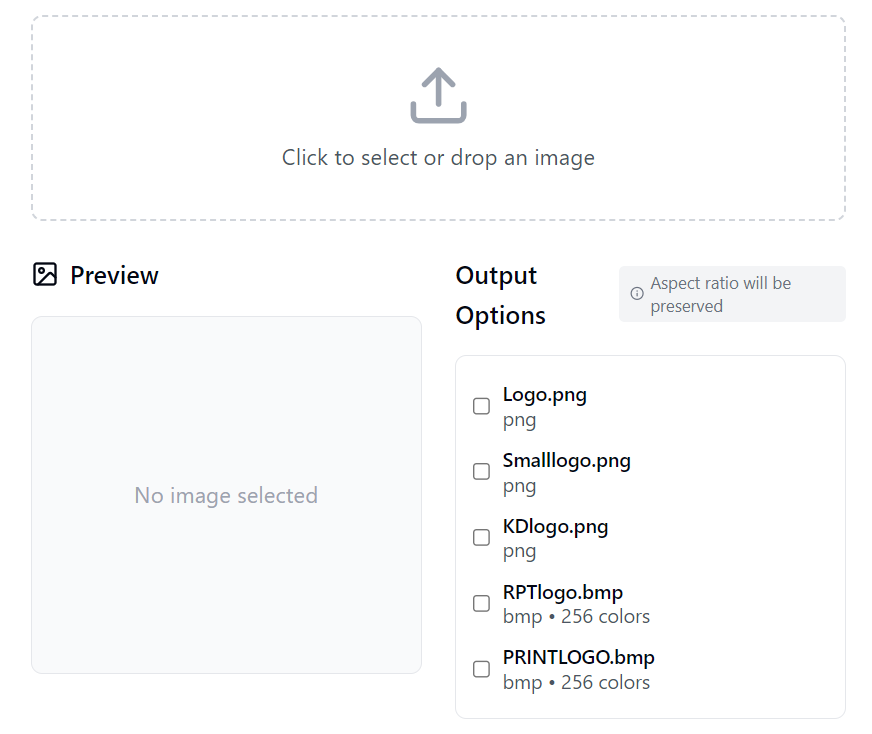 Click to select or drop an image
Preview
No image selected
Output
Options
Aspect ratio will be
preserved
Logo.png
png
Smalllogo.png
png
KDlogo.png
png
RPTlogo.bmp
bmp • 256 colors
PRINTLOGO.bmp
bmp • 256 colors